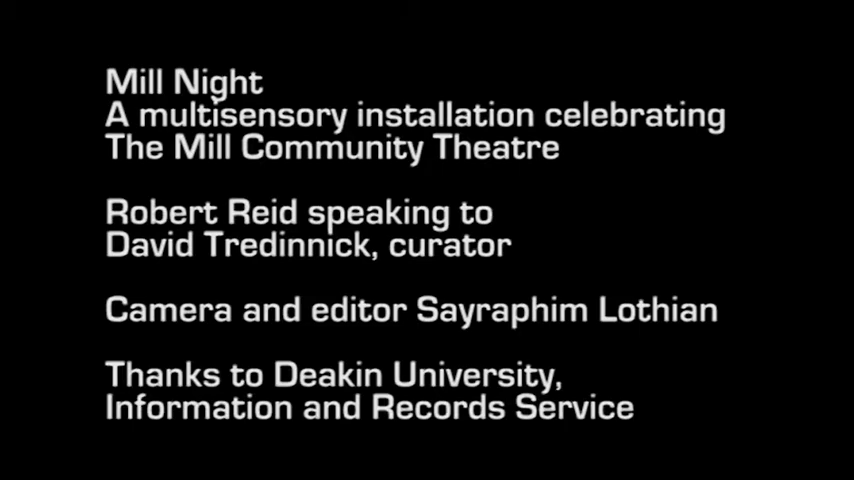 Mill Night
A multisensory installation celebrating
The Mill Community Theatre
Robert Reid speaking to
David Tredinnick, curator
Camera and editor Sayraphim Lothian
Thanks to Deakin University,
Information and Records Service